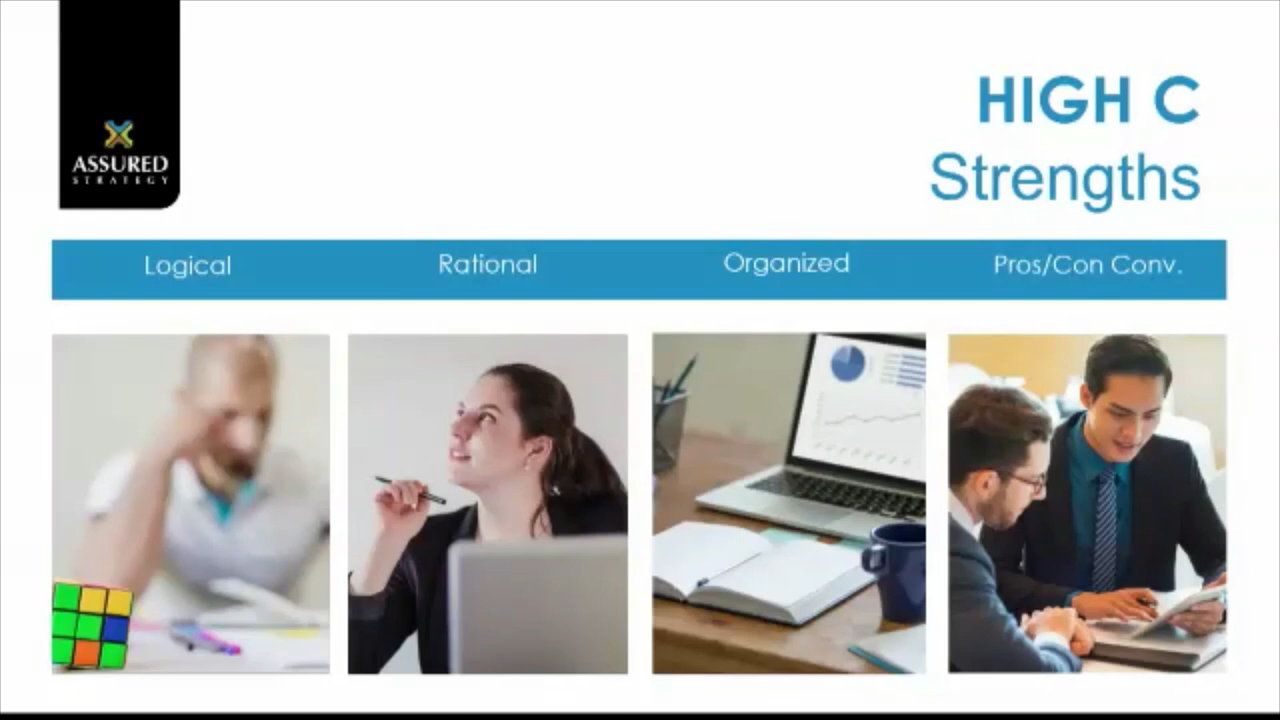 ASSURED
STRATEGY
HIGH C
Strengths
Logical
Rational
Organized
Pros/Con Conv.